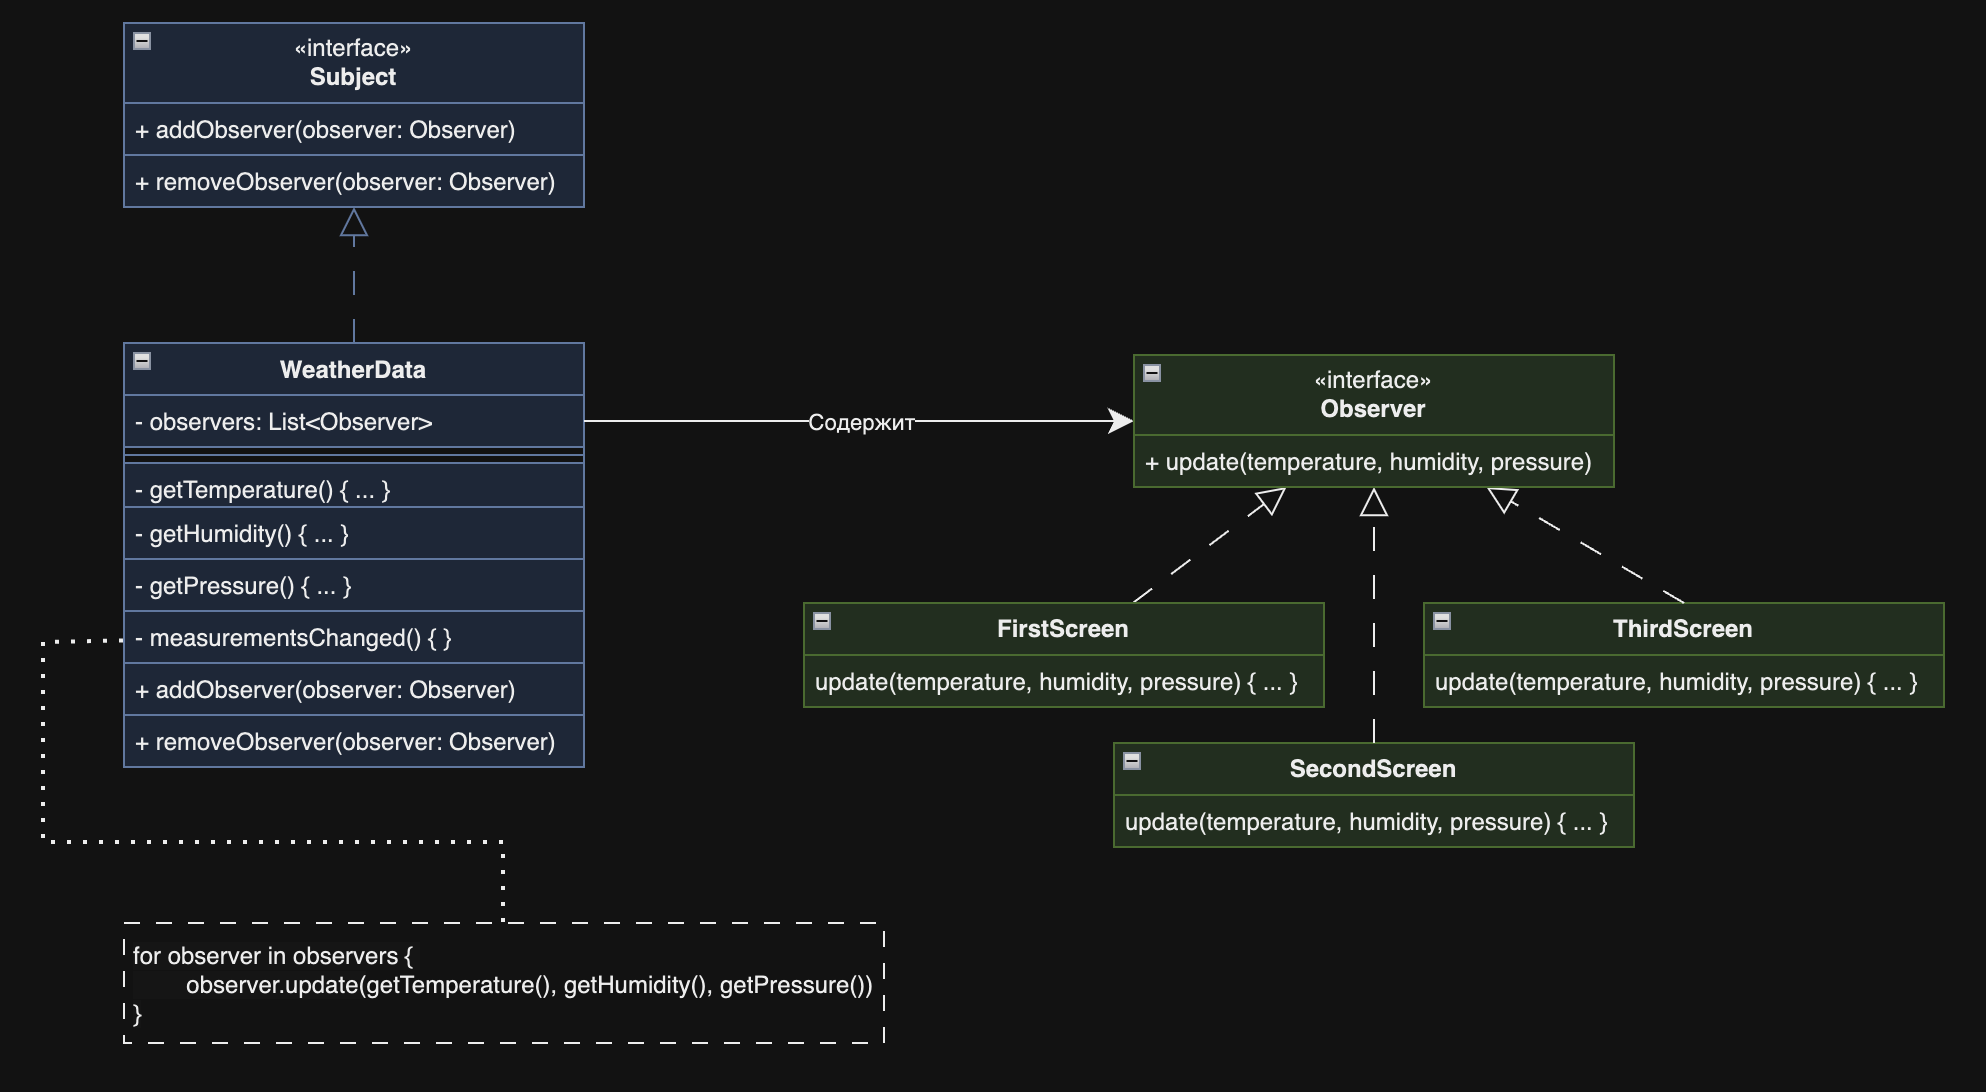 «interface»
Subject
+ addObserver(observer: Observer)
+ removeObserver(observer: Observer)
WeatherData
- observers: List<Observer>
- getTemperature() { ... }
- getHumidity() { ... }
- getPressure() { ... }
- measurementsChanged() { }
+ addObserver(observer: Observer)
+ removeObserver(observer: Observer)
Содержит
«interface»
Observer
+ update(temperature, humidity, pressure)
FirstScreen
update(temperature, humidity, pressure) { ... }
ThirdScreen
update(temperature, humidity, pressure) { ... }
SecondScreen
update(temperature, humidity, pressure) { ... }
for observer in observers {
observer.update(getTemperature(), getHumidity(), getPressure())
}